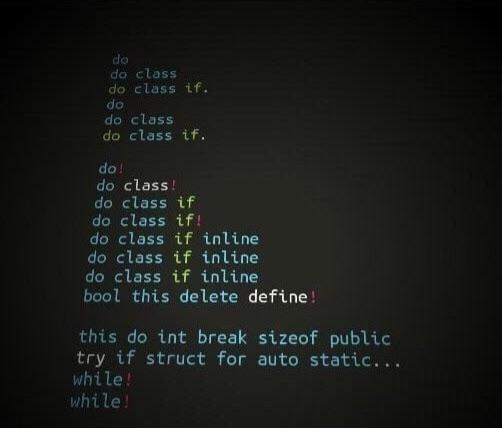 do
do class
do class if.
do
do class
do class if.
do!
do class!
do class if
do class if!
do class if inline
do class if inline
do class if inline
bool this delete define!
this do int break sizeof public
try if struct for auto static...
while!
while!